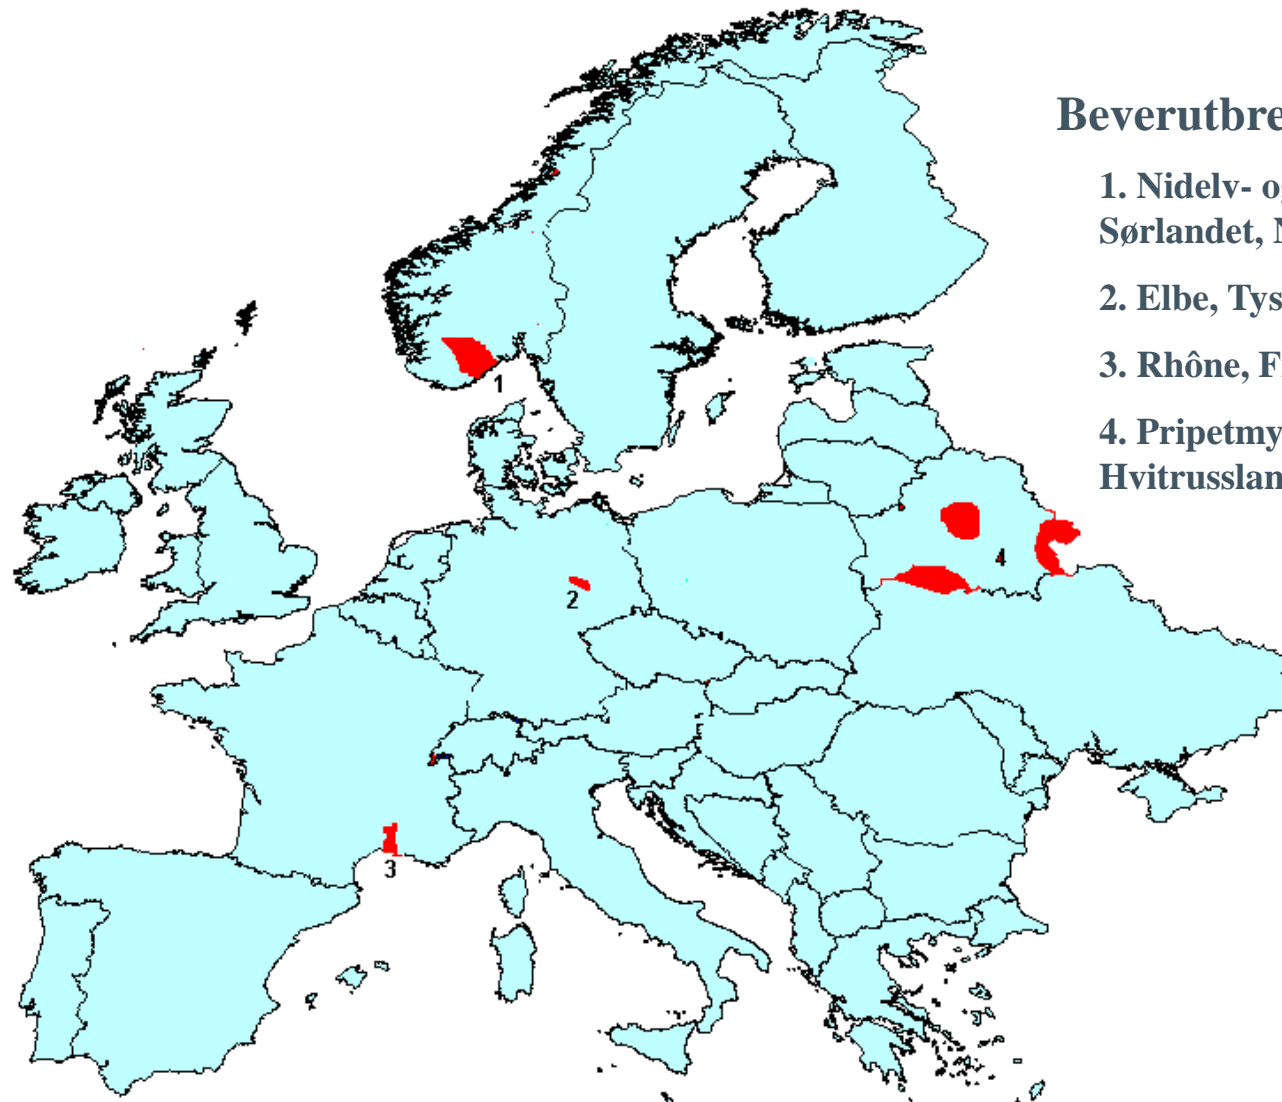 Beverutbre
1. Nidelv- o
Sørlandet, N
2. Elbe, Tys
3. Rhône, F
4. Pripetmy
Hvitrusslan
1
4
2
3